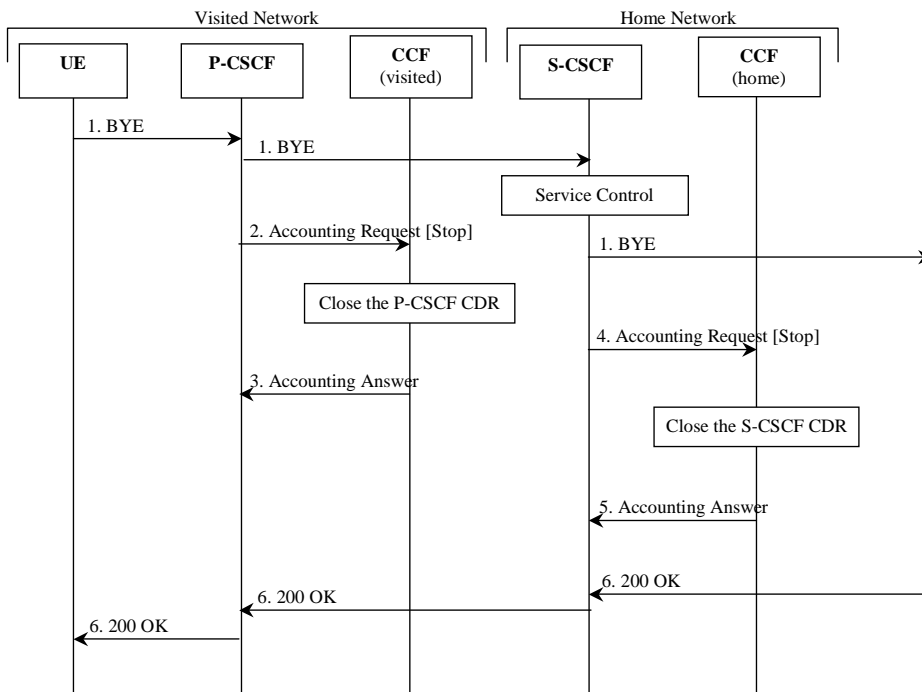 Visited Network
Home Network
UE
P-CSCF
CCF
(visited)
S-CSCF
CCF
(home)
1. BYE
1. BYE
Service Control
2. Accounting Request [Stop]
1. BYE
Close the P-CSCF CDR
4. Accounting Request [Stop]
3. Accounting Answer
Close the S-CSCF CDR
5. Accounting Answer
6. 200 OK
6. 200 OK
6. 200 OK